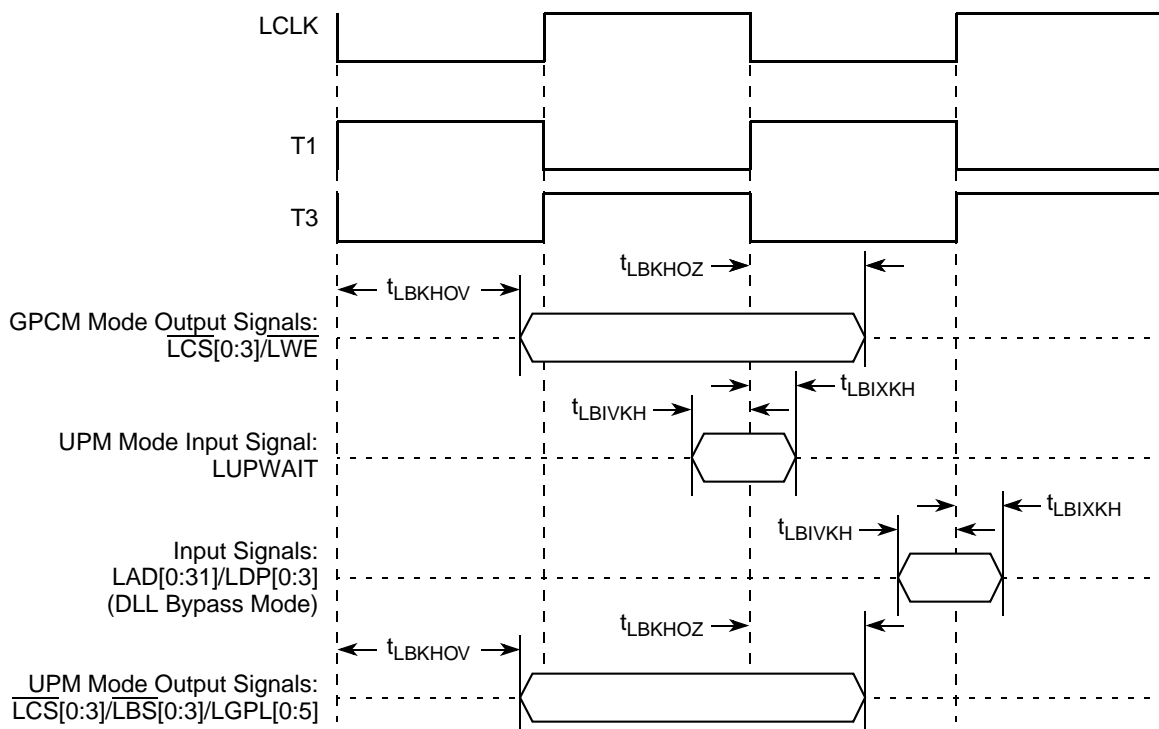 LCLK
T1
T3
tLBKHOZ
tLBKHOV
GPCM Mode Output Signals:
LCS[0:3]/LWE
tLBIXKH
tLBIVKH
UPM Mode Input Signal:
LUPWAIT
tLBIXKH
tLBIVKH
Input Signals:
LAD[0:31]/LDP[0:3]
(DLL Bypass Mode)
tLBKHOZ
tLBKHOV
UPM Mode Output Signals:
LCS[0:3]/LBS[0:3]/LGPL[0:5]